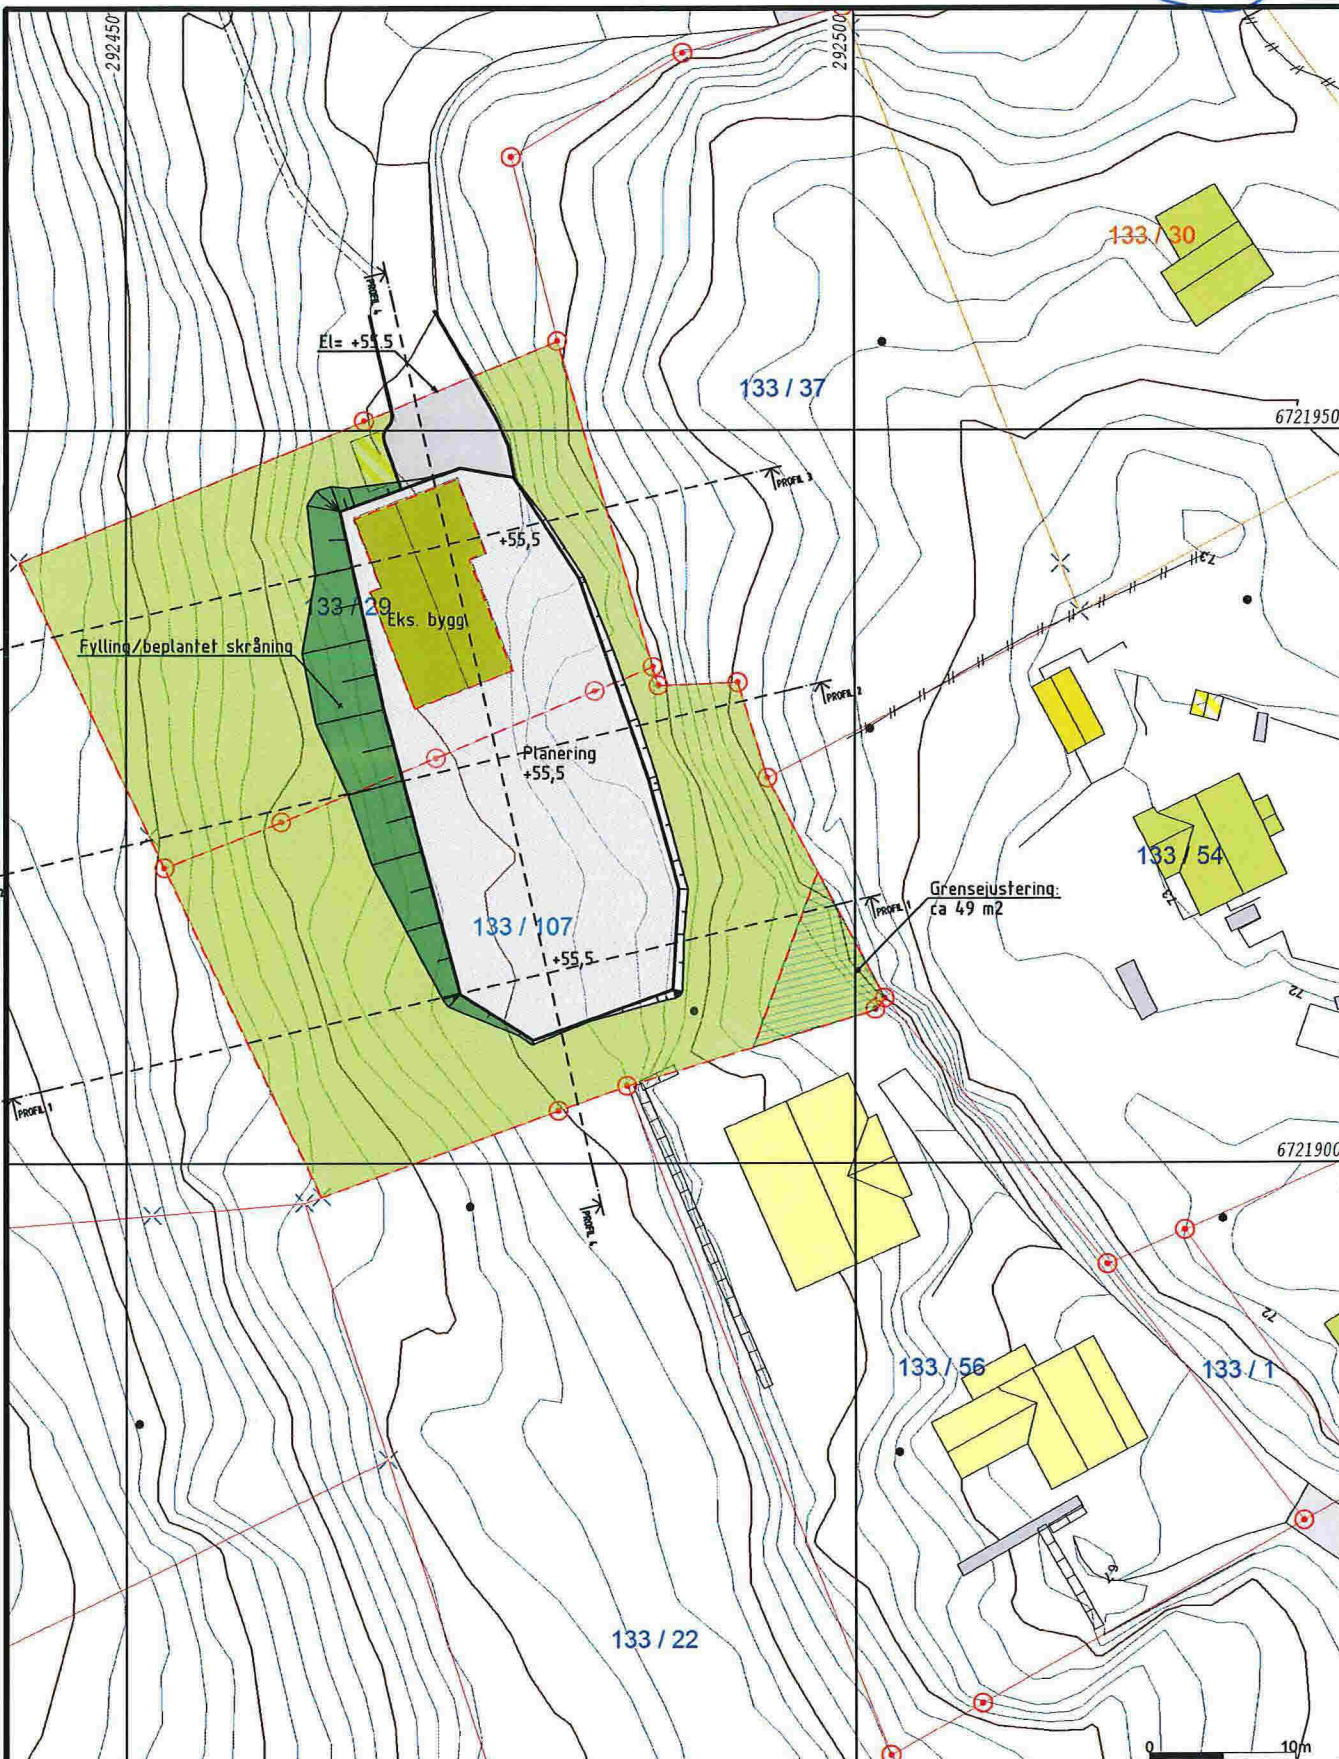 292450
292500
133 / 30
PROFIL 4
El= +55.5
133 / 37
6721950
PROFIL 3
+55,5
73
133 / 29
Eks. bygg
Fylling/beplantet skråning
PROFIL 2
Planering
+55,5
133 / 54
73
Grensejustering:
ca 49 m2
PROFIL 1
133 / 107
+55,5
72
PROFIL 1
6721900
PROFIL 4
72
133 / 56
133 / 1
133 / 22
0 10m